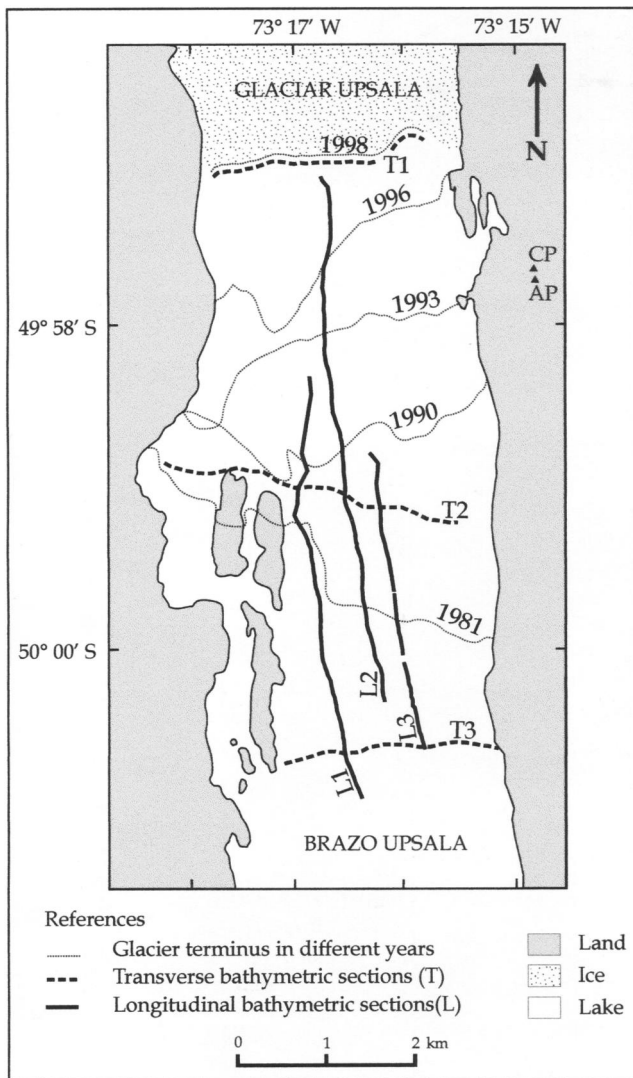 73° 17′ W
73° 15′ W
GLACIAR UPSALA
N
1998
T1
1996
CP
AP
1993
49° 58′ S
1990
T2
1981
50° 00′ S
L2
L3
T3
L1
BRAZO UPSALA
References
Glacier terminus in different years
Transverse bathymetric sections (T)
Longitudinal bathymetric sections(L)
Land
Ice
Lake
0 1 2 km